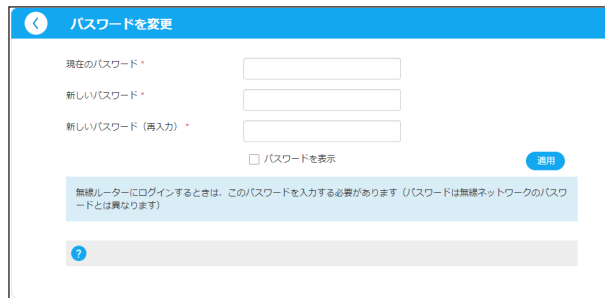 パスワードを変更
現在のパスワード *
新しいパスワード *
新しいパスワード（再入力） *
パスワードを表示
適用
無線ルーターにログインするときは、このパスワードを入力する必要があります（パスワードは無線ネットワークのパスワ
ードとは異なります）
?